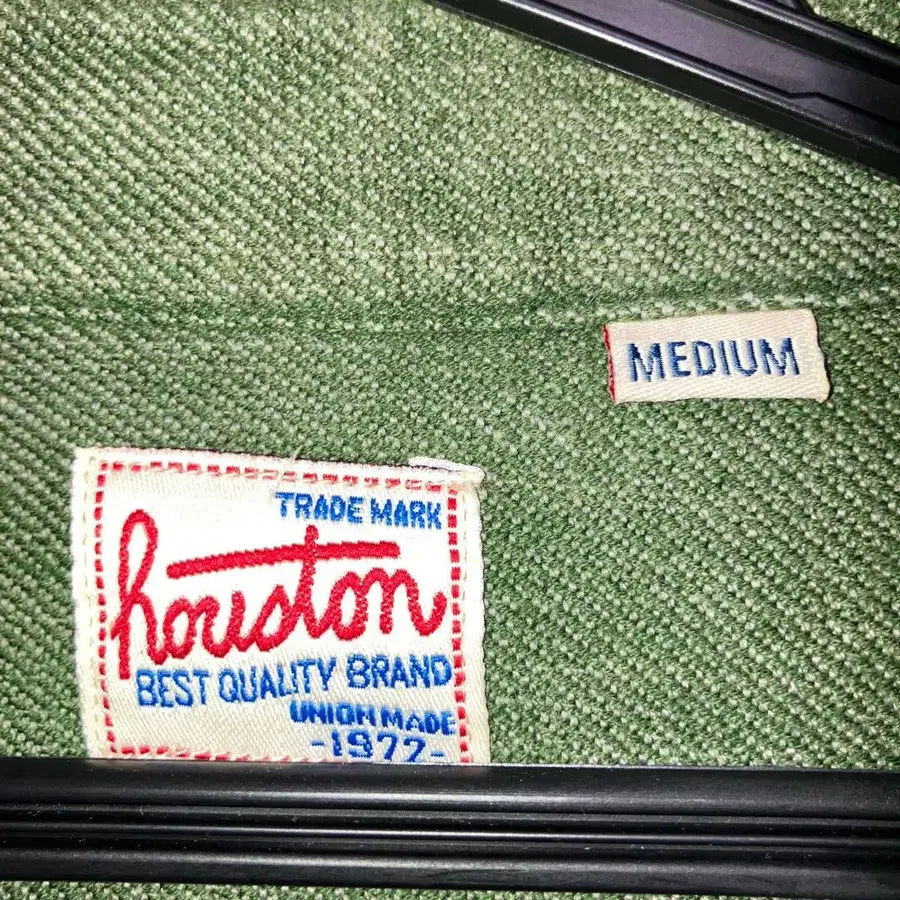 MEDIUM
TRADE MARK
houston
BEST QUALITY BRAND
UNION MADE
-1972-